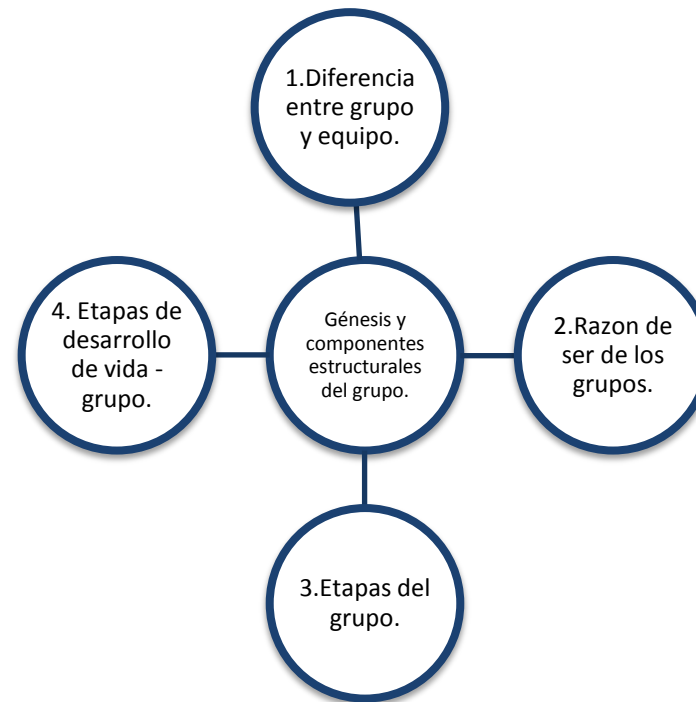 1.Diferencia
entre grupo
y equipo.
4. Etapas de
desarrollo
de vida -
grupo.
Génesis y
componentes
estructurales
del grupo.
2.Razon de
ser de los
grupos.
3.Etapas del
grupo.